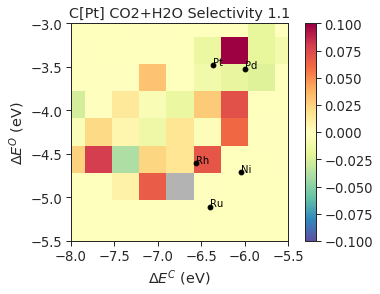 C[Pt] CO2+H2O Selectivity 1.1
−3.0
−3.5
−4.0
−4.5
−5.0
−5.5
ΔE^O (eV)
Pt
Pd
Rh
Ni
Ru
−8.0 −7.5 −7.0 −6.5 −6.0 −5.5
ΔE^C (eV)
0.100
0.075
0.050
0.025
0.000
−0.025
−0.050
−0.075
−0.100